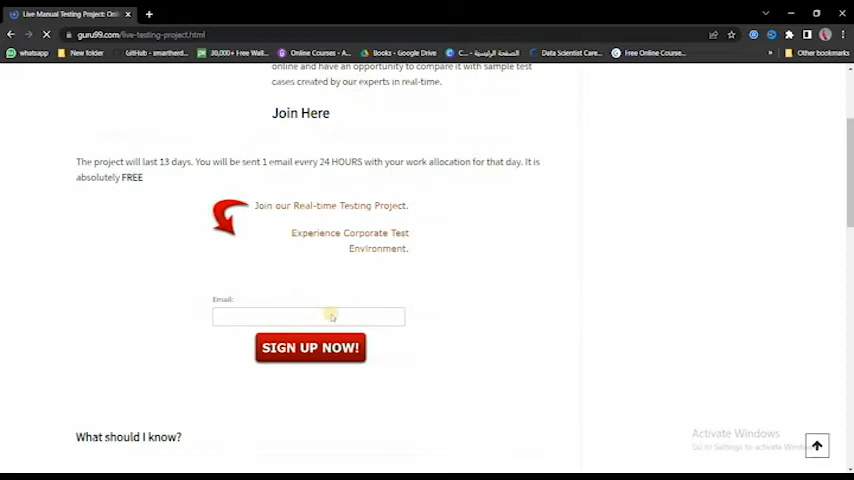 Live Manual Testing Project: Onli
guru99.com/live-testing-project.html
whatsapp
New folder
GitHub - smartherd...
30,000+ Free Wall...
Online Courses - A...
Books - Google Drive
C...
الصفحة الرئيسية - ...
Data Scientist Care...
Free Online Course...
»
Other bookmarks
online and have an opportunity to compare it with sample test
cases created by our experts in real-time.
Join Here
The project will last 13 days. You will be sent 1 email every 24 HOURS with your work allocation for that day. It is
absolutely FREE
Join our Real-time Testing Project.
Experience Corporate Test
Environment.
Email:
SIGN UP NOW!
What should I know?
Activate Windows
Go to Settings to activate Windows.